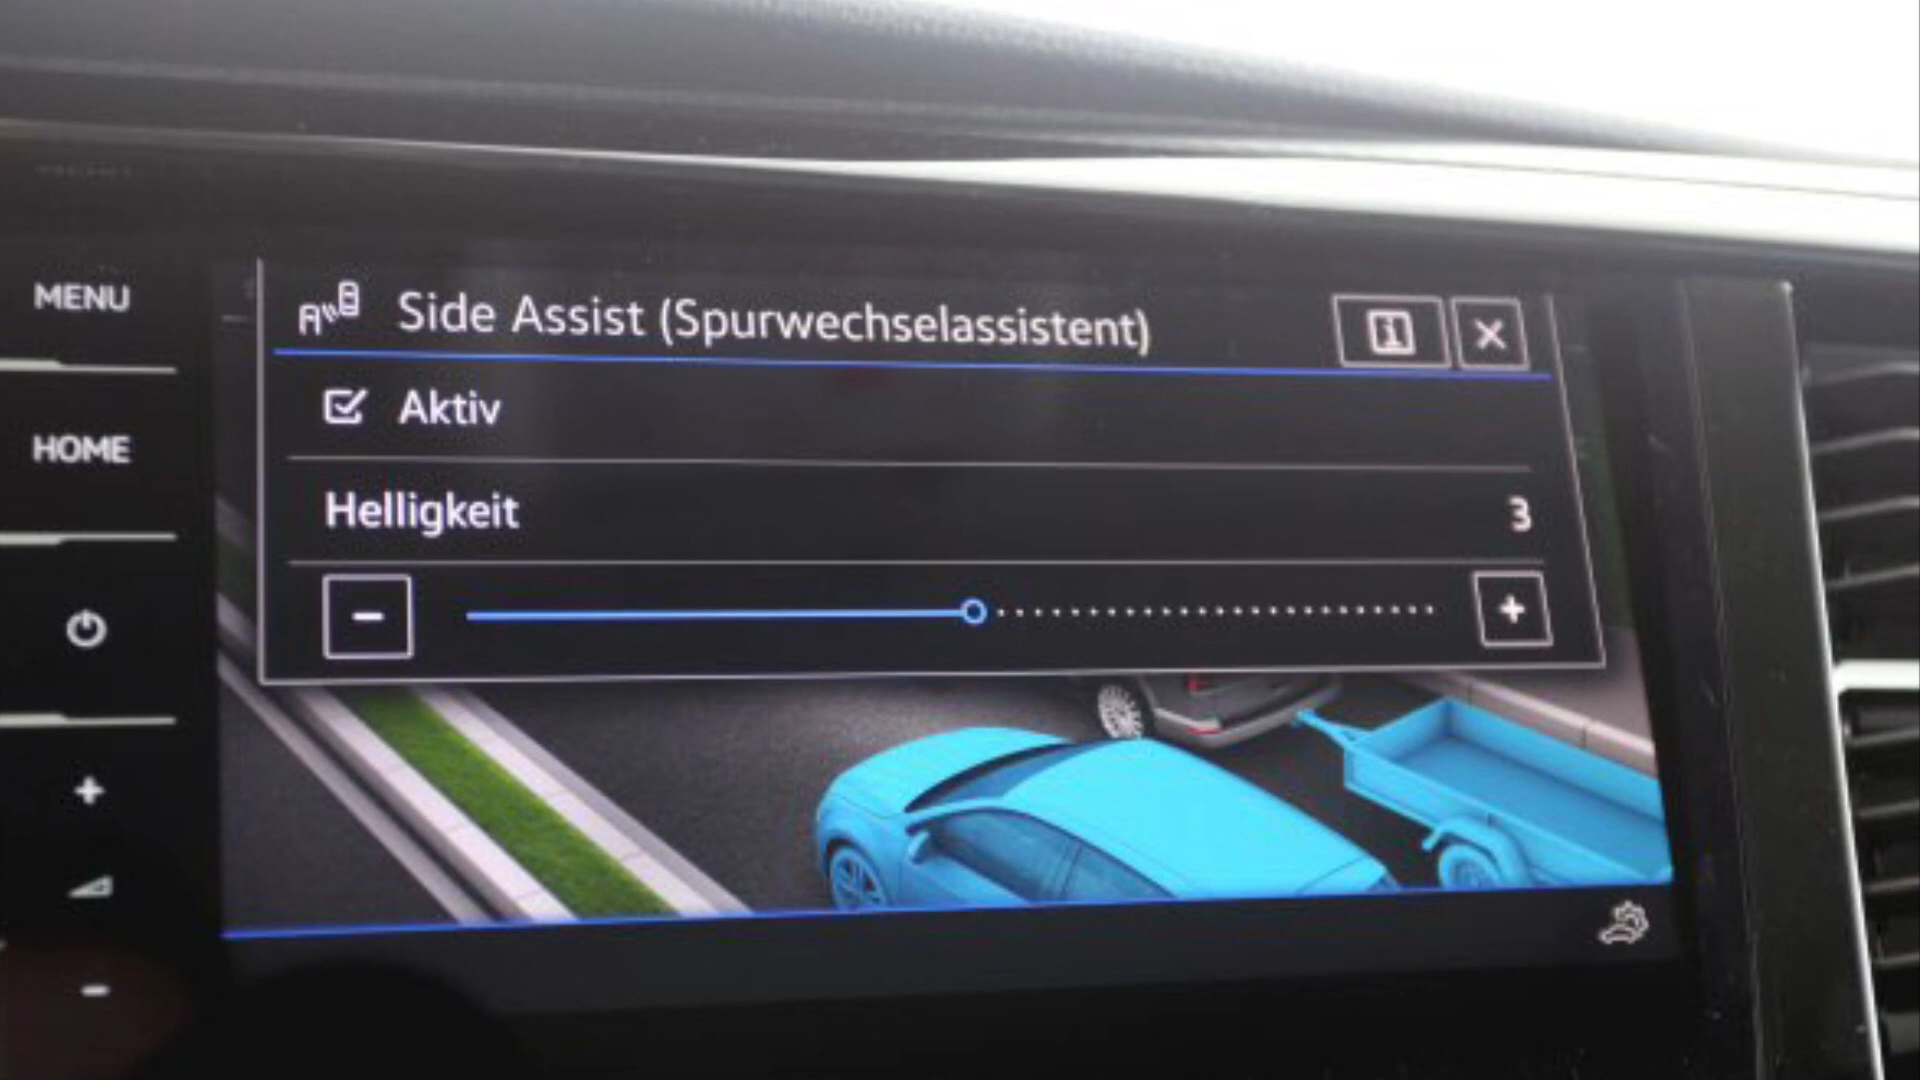 MENU
Side Assist (Spurwechselassistent)
i
Aktiv
HOME
Helligkeit
3